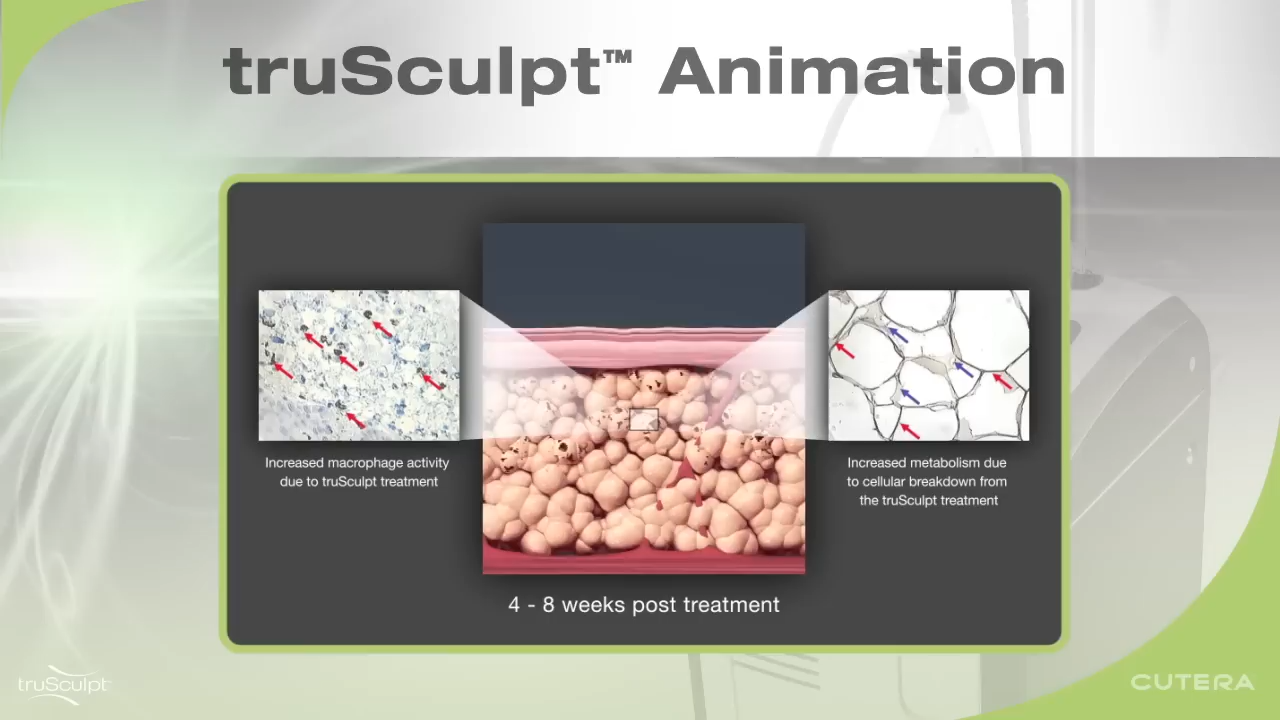 truSculpt™ Animation
Increased macrophage activity
due to truSculpt treatment
Increased metabolism due
to cellular breakdown from
the truSculpt treatment
4 - 8 weeks post treatment
truSculpt
CUTERA